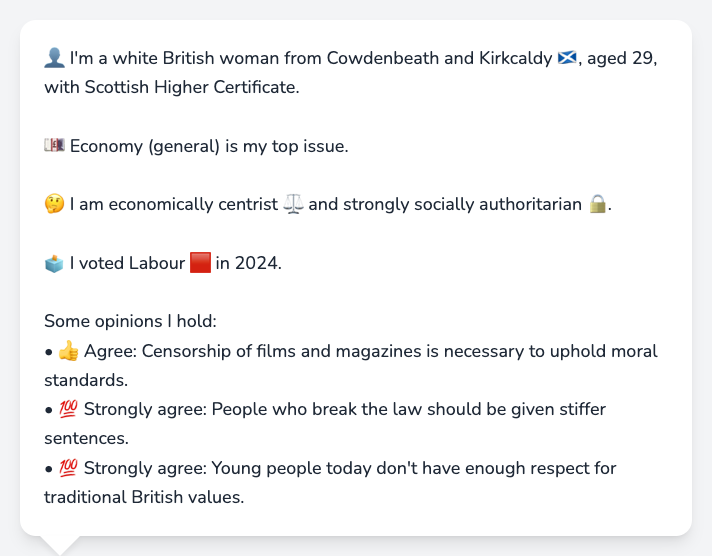 👤 I'm a white British woman from Cowdenbeath and Kirkcaldy 🏴󠁧󠁢󠁳󠁣󠁴󠁿, aged 29,
with Scottish Higher Certificate.
💷 Economy (general) is my top issue.
🤔 I am economically centrist ⚖️ and strongly socially authoritarian 🔒.
🗳️ I voted Labour 🟥 in 2024.
Some opinions I hold:
• 👍 Agree: Censorship of films and magazines is necessary to uphold moral
standards.
• 💯 Strongly agree: People who break the law should be given stiffer
sentences.
• 💯 Strongly agree: Young people today don't have enough respect for
traditional British values.